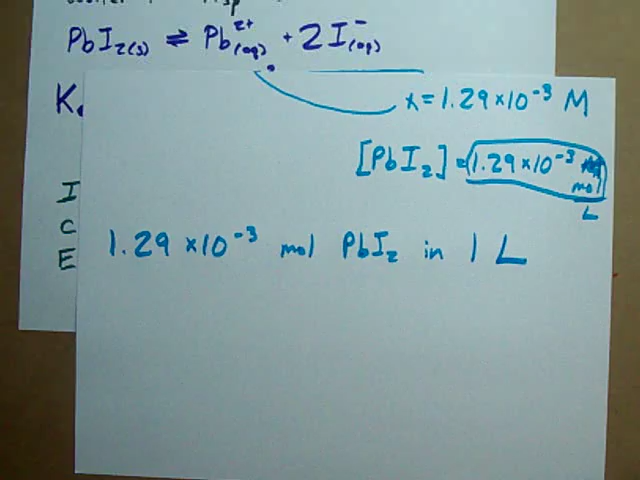 PbI₂(s) ⇌ Pb²⁺(aq) + 2I⁻(aq)
K
x = 1.29 × 10⁻³ M
[PbI₂] = 1.29 × 10⁻³ mol
L
I
C
E
1.29 × 10⁻³ mol PbI₂ in 1 L